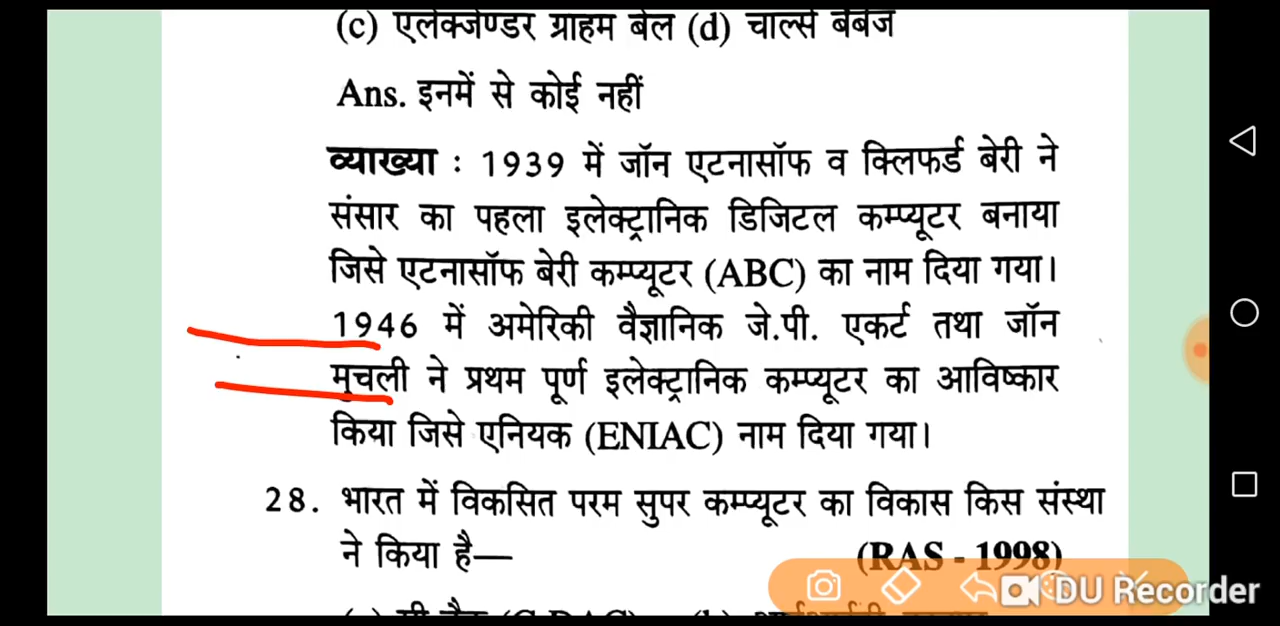 (c) एलेक्जेण्डर ग्राहम बेल (d) चार्ल्स बैबेज
Ans. इनमें से कोई नहीं
व्याख्या : 1939 में जॉन एटनासॉफ व क्लिफर्ड बेरी ने
संसार का पहला इलेक्ट्रानिक डिजिटल कम्प्यूटर बनाया
जिसे एटनासॉफ बेरी कम्प्यूटर (ABC) का नाम दिया गया।
1946 में अमेरिकी वैज्ञानिक जे.पी. एकर्ट तथा जॉन
मुचली ने प्रथम पूर्ण इलेक्ट्रानिक कम्प्यूटर का आविष्कार
किया जिसे एनियक (ENIAC) नाम दिया गया।
28. भारत में विकसित परम सुपर कम्प्यूटर का विकास किस संस्था
ने किया है—
(RAS - 1998)
DU Recorder